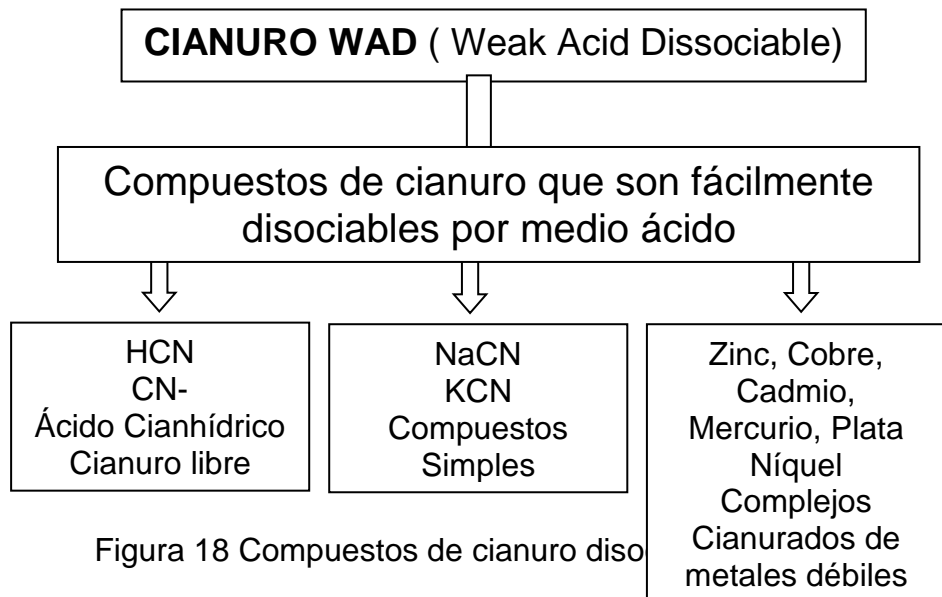 CIANURO WAD ( Weak Acid Dissociable)
Compuestos de cianuro que son fácilmente
disociables por medio ácido
HCN
CN-
Ácido Cianhídrico
Cianuro libre
NaCN
KCN
Compuestos
Simples
Zinc, Cobre,
Cadmio,
Mercurio, Plata
Níquel
Complejos
Cianurados de
metales débiles
Figura 18 Compuestos de cianuro